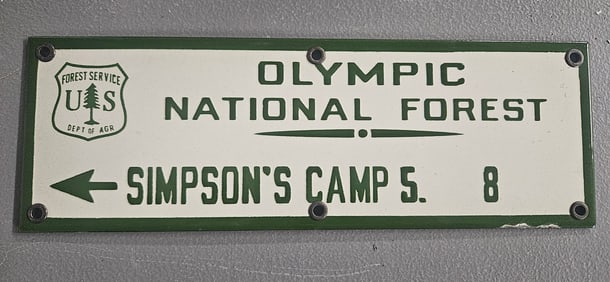 FOREST SERVICE
U S
DEPT OF AGR
OLYMPIC
NATIONAL FOREST
SIMPSON'S CAMP 5. 8